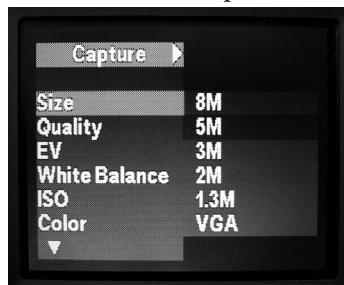 Capture
Size 8M
Quality 5M
EV 3M
White Balance 2M
ISO 1.3M
Color VGA